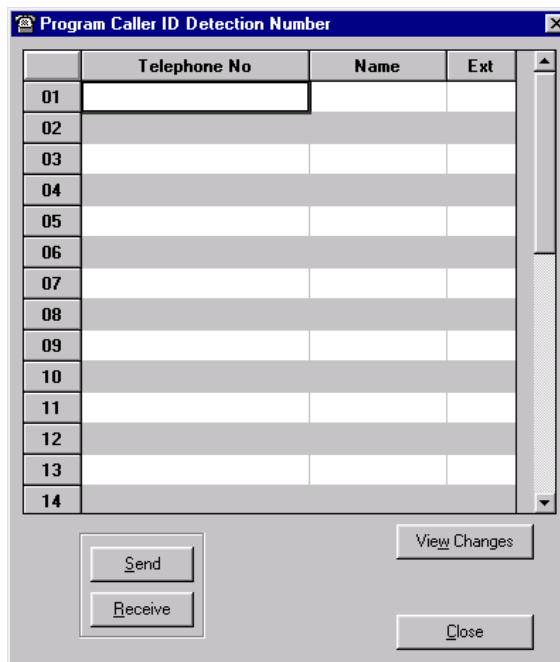 Program Caller ID Detection Number
Telephone No Name Ext
01
02
03
04
05
06
07
08
09
10
11
12
13
14
View Changes
Send
Receive
Close